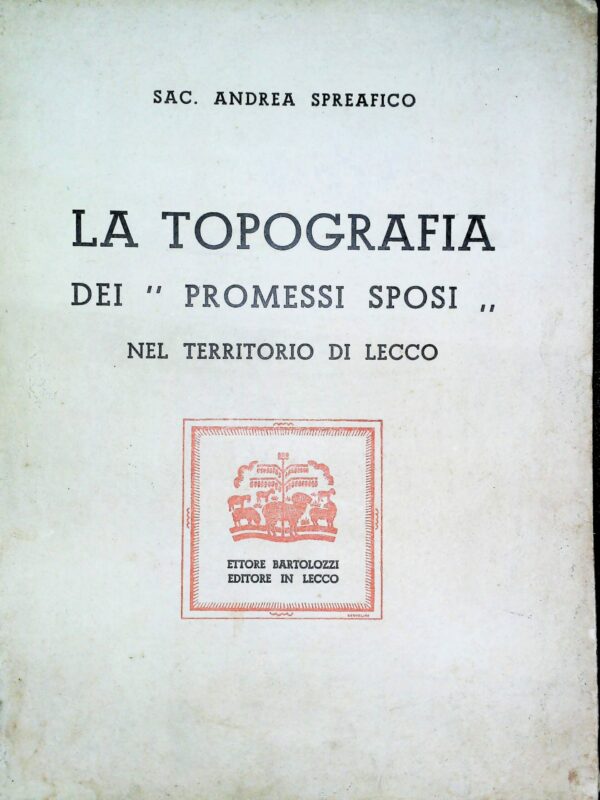 SAC. ANDREA SPREAFICO
LA TOPOGRAFIA
DEI " PROMESSI SPOSI „
NEL TERRITORIO DI LECCO
ETTORE BARTOLOZZI
EDITORE IN LECCO